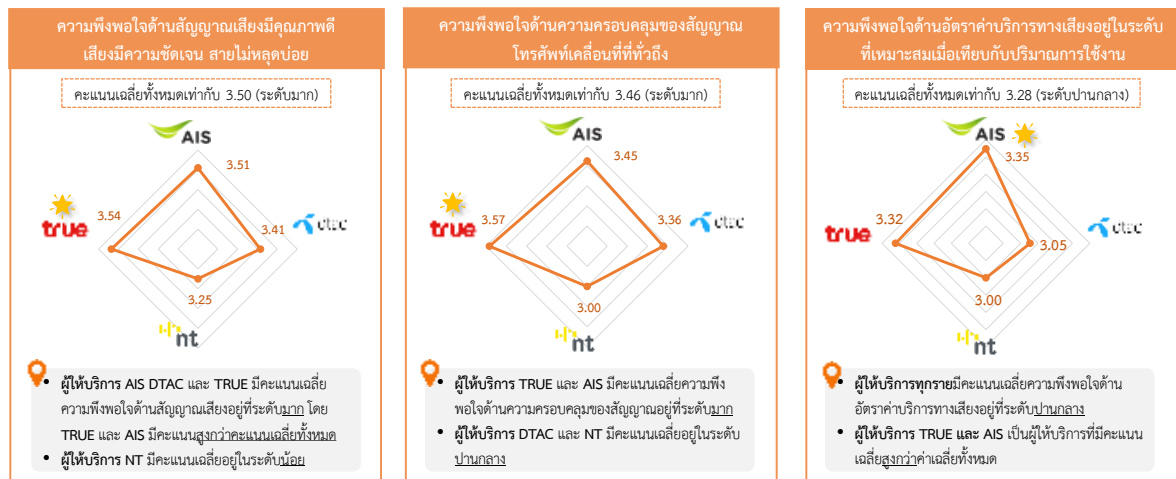 ความพึงพอใจด้านสัญญาณเสียงมีคุณภาพดี
เสียงมีความชัดเจน สายไม่หลุดบ่อย
คะแนนเฉลี่ยทั้งหมดเท่ากับ 3.50 (ระดับมาก)
AIS
3.51
3.54
true
3.41
dtac
3.25
nt
• ผู้ให้บริการ AIS DTAC และ TRUE มีคะแนนเฉลี่ย
ความพึงพอใจด้านสัญญาณเสียงอยู่ที่ระดับมาก โดย
TRUE และ AIS มีคะแนนสูงกว่าคะแนนเฉลี่ยทั้งหมด
• ผู้ให้บริการ NT มีคะแนนเฉลี่ยอยู่ในระดับน้อย
ความพึงพอใจด้านความครอบคลุมของสัญญาณ
โทรศัพท์เคลื่อนที่ที่ทั่วถึง
คะแนนเฉลี่ยทั้งหมดเท่ากับ 3.46 (ระดับมาก)
AIS
3.45
3.57
true
3.36
dtac
3.00
nt
• ผู้ให้บริการ TRUE และ AIS มีคะแนนเฉลี่ยความพึง
พอใจด้านความครอบคลุมของสัญญาณอยู่ที่ระดับมาก
• ผู้ให้บริการ DTAC และ NT มีคะแนนเฉลี่ยอยู่ในระดับ
ปานกลาง
ความพึงพอใจด้านอัตราค่าบริการทางเสียงอยู่ในระดับ
ที่เหมาะสมเมื่อเทียบกับปริมาณการใช้งาน
คะแนนเฉลี่ยทั้งหมดเท่ากับ 3.28 (ระดับปานกลาง)
AIS
3.35
3.32
true
3.05
dtac
3.00
nt
• ผู้ให้บริการทุกรายมีคะแนนเฉลี่ยความพึงพอใจด้าน
อัตราค่าบริการทางเสียงอยู่ที่ระดับปานกลาง
• ผู้ให้บริการ TRUE และ AIS เป็นผู้ให้บริการที่มีคะแนน
เฉลี่ยสูงกว่าค่าเฉลี่ยทั้งหมด